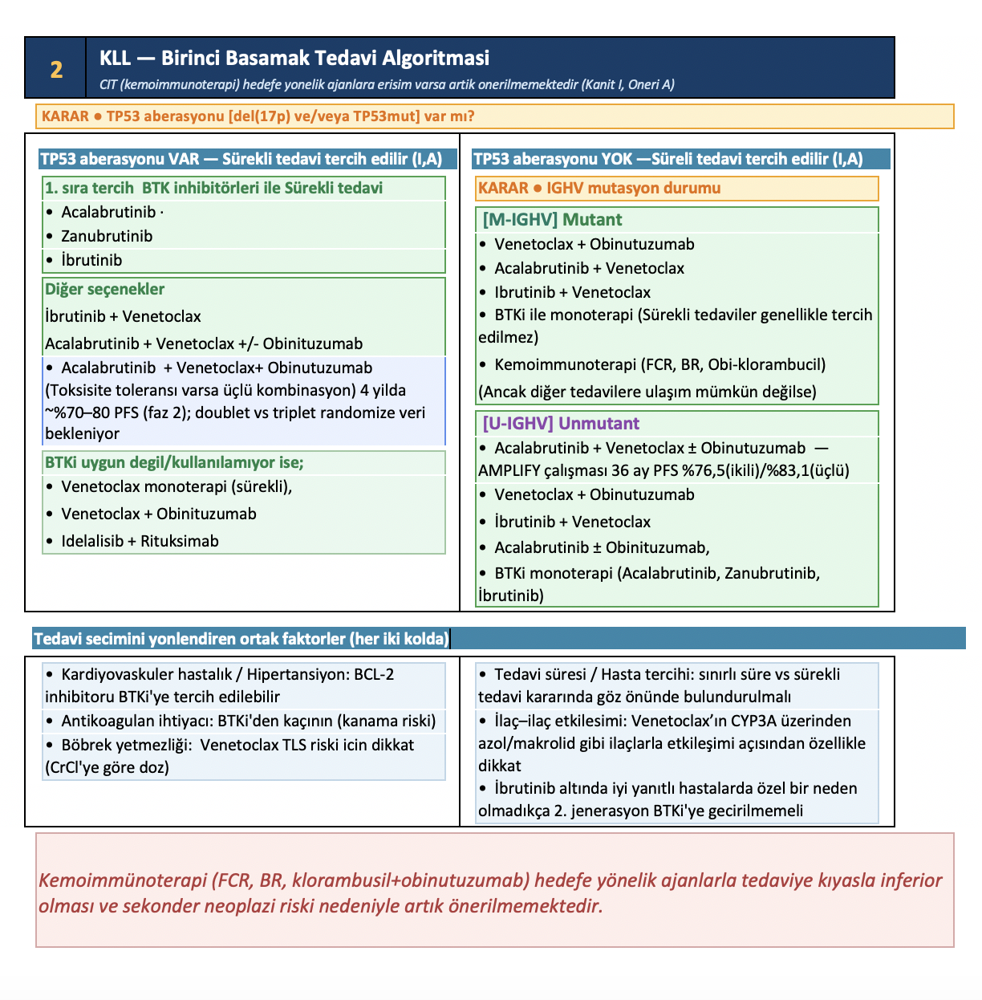 2
KLL — Birinci Basamak Tedavi Algoritması
CIT (kemoimmunoterapi) hedefe yonelik ajanlara erisim varsa artik onerilmemektedir (Kanit I, Oneri A)
KARAR ● TP53 aberasyonu [del(17p) ve/veya TP53mut] var mı?
TP53 aberasyonu VAR — Sürekli tedavi tercih edilir (I,A)
1. sıra tercih  BTK inhibitörleri ile Sürekli tedavi
• Acalabrutinib ·
• Zanubrutinib
• İbrutinib
Diğer seçenekler
İbrutinib + Venetoclax
Acalabrutinib + Venetoclax +/- Obinituzumab
• Acalabrutinib  + Venetoclax+ Obinutuzumab
(Toksisite toleransı varsa üçlü kombinasyon) 4 yilda
~%70–80 PFS (faz 2); doublet vs triplet randomize veri
bekleniyor
BTKi uygun degil/kullanılamıyor ise;
• Venetoclax monoterapi (sürekli),
• Venetoclax + Obinituzumab
• Idelalisib + Rituksimab
TP53 aberasyonu YOK —Süreli tedavi tercih edilir (I,A)
KARAR ● IGHV mutasyon durumu
[M-IGHV] Mutant
• Venetoclax + Obinutuzumab
• Acalabrutinib + Venetoclax
• Ibrutinib + Venetoclax
• BTKi ile monoterapi (Sürekli tedaviler genellikle tercih
edilmez)
• Kemoimmunoterapi (FCR, BR, Obi-klorambucil)
(Ancak diğer tedavilere ulaşım mümkün değilse)
[U-IGHV] Unmutant
• Acalabrutinib + Venetoclax ± Obinutuzumab  —
AMPLIFY çalışması 36 ay PFS %76,5(ikili)/%83,1(üçlü)
• Venetoclax + Obinutuzumab
• İbrutinib + Venetoclax
• Acalabrutinib ± Obinituzumab,
• BTKi monoterapi (Acalabrutinib, Zanubrutinib,
İbrutinib)
Tedavi secimini yonlendiren ortak faktorler (her iki kolda)
• Kardiyovaskuler hastalık / Hipertansiyon: BCL-2
inhibitoru BTKi'ye tercih edilebilir
• Antikoagulan ihtiyacı: BTKi'den kaçının (kanama riski)
• Böbrek yetmezliği:  Venetoclax TLS riski icin dikkat
(CrCl'ye göre doz)
• Tedavi süresi / Hasta tercihi: sınırlı süre vs sürekli
tedavi kararında göz önünde bulundurulmalı
• İlaç–ilaç etkilesimi: Venetoclax’ın CYP3A üzerinden
azol/makrolid gibi ilaçlarla etkileşimi açısından özellikle
dikkat
• İbrutinib altında iyi yanıtlı hastalarda özel bir neden
olmadıkça 2. jenerasyon BTKi'ye gecirilmemeli
Kemoimmünoterapi (FCR, BR, klorambusil+obinutuzumab) hedefe yönelik ajanlarla tedaviye kıyasla inferior
olması ve sekonder neoplazi riski nedeniyle artık önerilmemektedir.